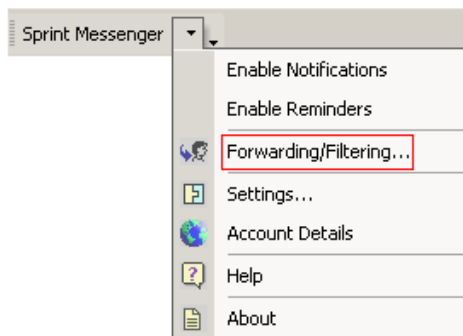 Sprint Messenger
Enable Notifications
Enable Reminders
Forwarding/Filtering...
Settings...
Account Details
Help
About